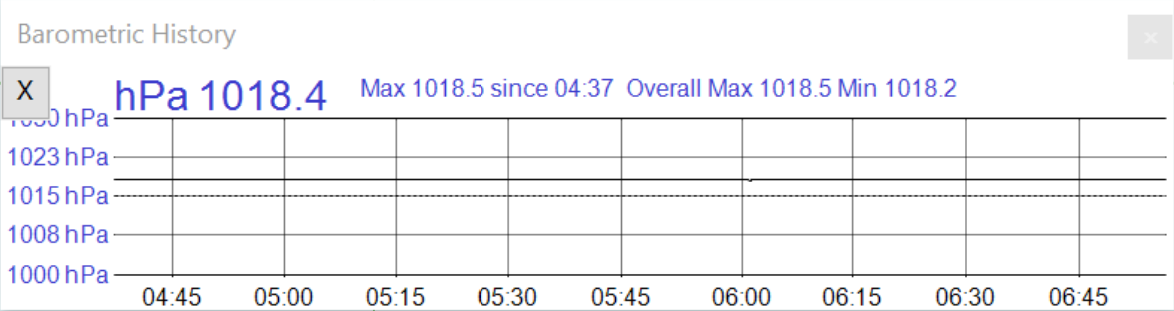 Barometric History
X
hPa 1018.4 Max 1018.5 since 04:37 Overall Max 1018.5 Min 1018.2
1030 hPa
1023 hPa
1015 hPa
1008 hPa
1000 hPa
04:45 05:00 05:15 05:30 05:45 06:00 06:15 06:30 06:45